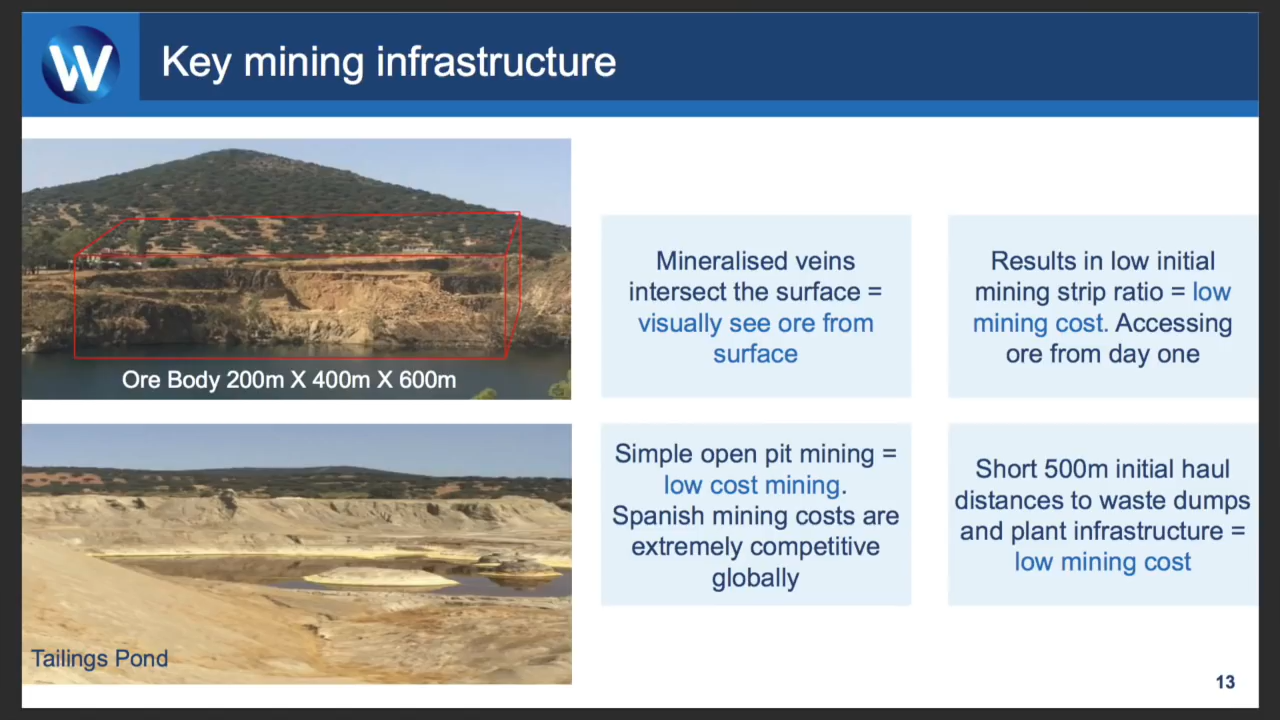 W
Key mining infrastructure
Ore Body 200m X 400m X 600m
Mineralised veins
intersect the surface =
visually see ore from
surface
Results in low initial
mining strip ratio = low
mining cost. Accessing
ore from day one
Tailings Pond
Simple open pit mining =
low cost mining.
Spanish mining costs are
extremely competitive
globally
Short 500m initial haul
distances to waste dumps
and plant infrastructure =
low mining cost
13